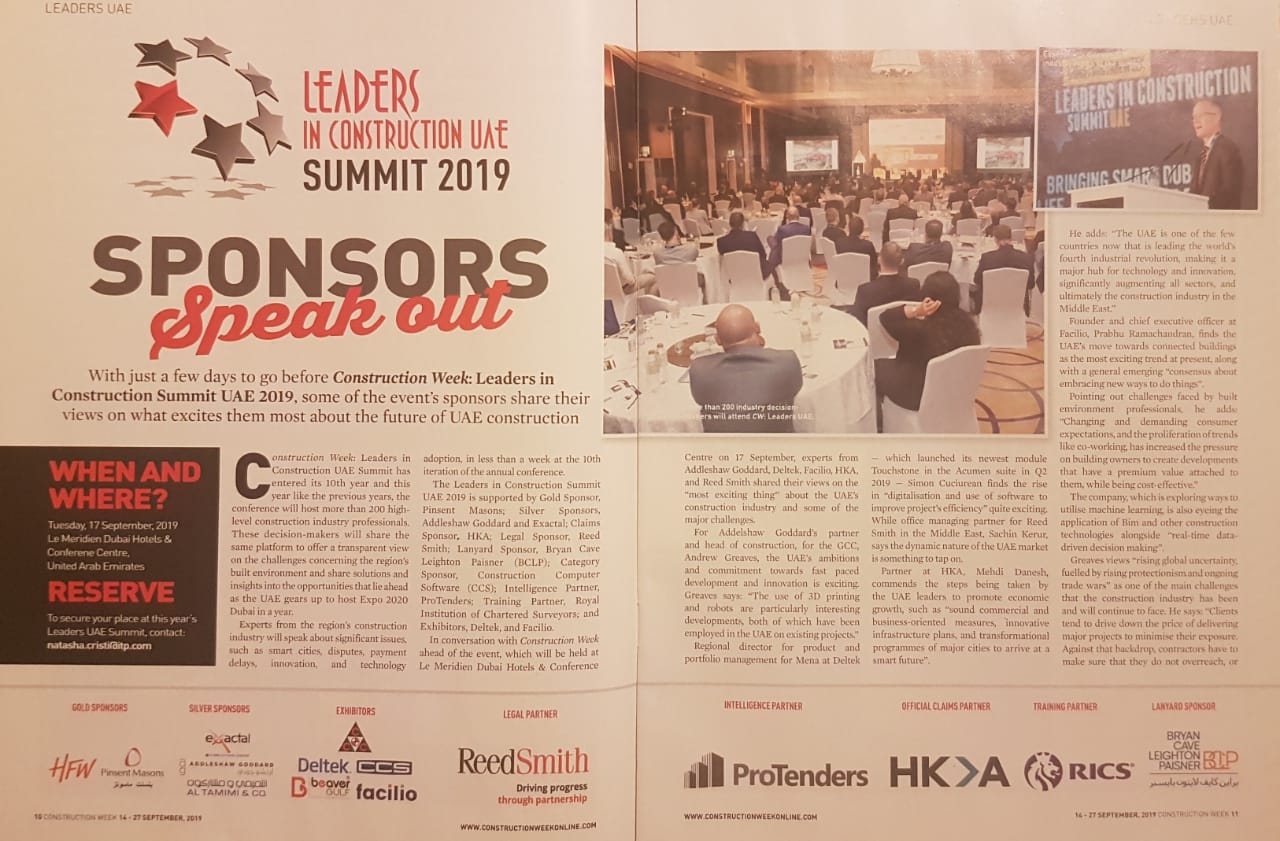 LEADERS UAE
LEADERS
IN CONSTRUCTION UAE
SUMMIT 2019
SPONSORS
Speak out
With just a few days to go before Construction Week: Leaders in
Construction Summit UAE 2019, some of the event's sponsors share their
views on what excites them most about the future of UAE construction
WHEN AND
WHERE?
Tuesday, 17 September, 2019
Le Meridien Dubai Hotels &
Conferene Centre,
United Arab Emirates
RESERVE
To secure your place at this year's
Leaders UAE Summit, contact:
natasha.cristi@itp.com
Construction Week: Leaders in
Construction UAE Summit has
centered its 10th year and this
year like the previous years, the
conference will host more than 200 high-
level construction industry professionals.
These decision-makers will share the
same platform to offer a transparent view
on the challenges concerning the region's
built environment and share solutions and
insights into the opportunities that lie ahead
as the UAE gears up to host Expo 2020
Dubai in a year.
Experts from the region's construction
industry will speak about significant issues,
such as smart cities, disputes, payment
delays, innovation, and technology
adoption, in less than a week at the 10th
iteration of the annual conference.
The Leaders in Construction Summit
UAE 2019 is supported by Gold Sponsor,
Pinsent Masons; Silver Sponsors,
Addleshaw Goddard and Exactal; Claims
Sponsor, HKA; Legal Sponsor, Reed
Smith; Lanyard Sponsor, Bryan Cave
Leighton Paisner (BCLP); Category
Sponsor, Construction Computer
Software (CCS); Intelligence Partner,
ProTenders; Training Partner, Royal
Institution of Chartered Surveyors; and
Exhibitors, Deltek, and Facilio.
In conversation with Construction Week
ahead of the event, which will be held at
Le Meridien Dubai Hotels & Conference
LEADERS IN CONSTRUCTION
SUMMIT UAE
BRINGING SMART DUB
than 200 industry decision-
will attend CW: Leaders UAE.
Centre on 17 September, experts from
Addleshaw Goddard, Deltek, Facilio, HKA,
and Reed Smith shared their views on the
"most exciting thing" about the UAE's
construction industry and some of the
major challenges.
For Addelshaw Goddard's partner
and head of construction, for the GCC,
Andrew Greaves, the UAE's ambition
and commitment towards fast paced
development and innovation is exciting.
Greaves says: "The use of 3D printing
and robots are particularly interesting
developments, both of which have been
employed in the UAE on existing projects."
Regional director for product and
portfolio management for Mena at Deltek
— which launched its newest module
Touchstone in the Acumen suite in Q2
2019 — Simon Cuciurean finds the rise
in "digitalisation and use of software to
improve project's efficiency" quite exciting.
While office managing partner for Reed
Smith in the Middle East, Sachin Kerur,
says the dynamic nature of the UAE market
is something to tap on.
Partner at HKA, Mehdi Danesh,
commends the steps being taken by
the UAE leaders to promote economic
growth, such as "sound commercial and
business-oriented measures, innovative
infrastructure plans, and transformational
programmes of major cities to arrive at a
smart future".
He adds: "The UAE is one of the few
countries now that is leading the world's
fourth industrial revolution, making it a
major hub for technology and innovation,
significantly augmenting all sectors, and
ultimately the construction industry in the
Middle East."
Founder and chief executive officer at
Facilio, Prabhu Ramachandran, finds the
UAE's move towards connected buildings
as the most exciting trend at present, along
with a general emerging "consensus about
embracing new ways to do things".
Pointing out challenges faced by built
environment professionals, he adds:
"Changing and demanding consumer
expectations, and the proliferation of trends
like co-working, has increased the pressure
on building owners to create developments
that have a premium value attached to
them, while being cost-effective."
The company, which is exploring ways to
utilise machine learning, is also eyeing the
application of Bim and other construction
technologies alongside "real-time data-
driven decision making".
Greaves views "rising global uncertainty,
fuelled by rising protectionism and ongoing
trade wars" as one of the main challenges
that the construction industry has been
and will continue to face. He says: "Clients
tend to drive down the price of delivering
major projects to minimise their exposure.
Against that backdrop, contractors have to
make sure that they do not overreach, or
GOLD SPONSORS
HFW
Pinsent Masons
بنسنت ماسونز
SILVER SPONSORS
exactal
ADDLESHAW GODDARD
التميمي و مشاركوه
AL TAMIMI & CO.
EXHIBITORS
Deltek.
CCS
beaver
GULF
facilio
LEGAL PARTNER
ReedSmith
Driving progress
through partnership
INTELLIGENCE PARTNER
ProTenders
OFFICIAL CLAIMS PARTNER
HKA
TRAINING PARTNER
RICS
LANYARD SPONSOR
BRYAN
CAVE
LEIGHTON
PAISNER
BCLP
براين كايف لايتون بايسنر
10 CONSTRUCTION WEEK 14 - 27 SEPTEMBER, 2019
WWW.CONSTRUCTIONWEEKONLINE.COM
WWW.CONSTRUCTIONWEEKONLINE.COM
14 - 27 SEPTEMBER, 2019 CONSTRUCTION WEEK 11